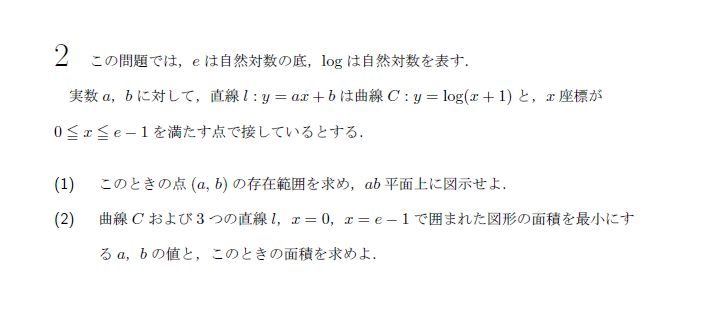 2 この問題では，e は自然対数の底，log は自然対数を表す．
実数 a，b に対して，直線 l : y = ax + b は曲線 C : y = log(x + 1) と，x 座標が
0 ≦ x ≦ e − 1 を満たす点で接しているとする．
(1) このときの点 (a, b) の存在範囲を求め，ab 平面上に図示せよ．
(2) 曲線 C および 3 つの直線 l，x = 0，x = e − 1 で囲まれた図形の面積を最小にす
る a，b の値と，このときの面積を求めよ．